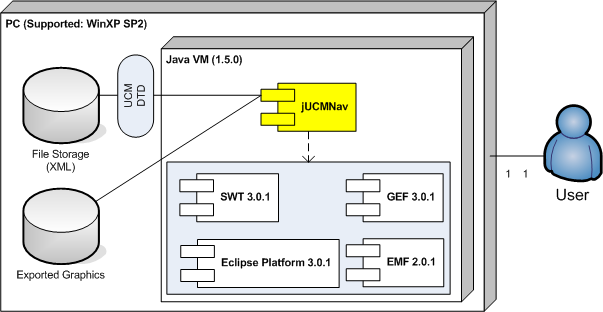 PC (Supported: WinXP SP2)
Java VM (1.5.0)
UCM
DTD
jUCMNav
File Storage
(XML)
SWT 3.0.1
GEF 3.0.1
1 1
User
Exported Graphics
Eclipse Platform 3.0.1
EMF 2.0.1